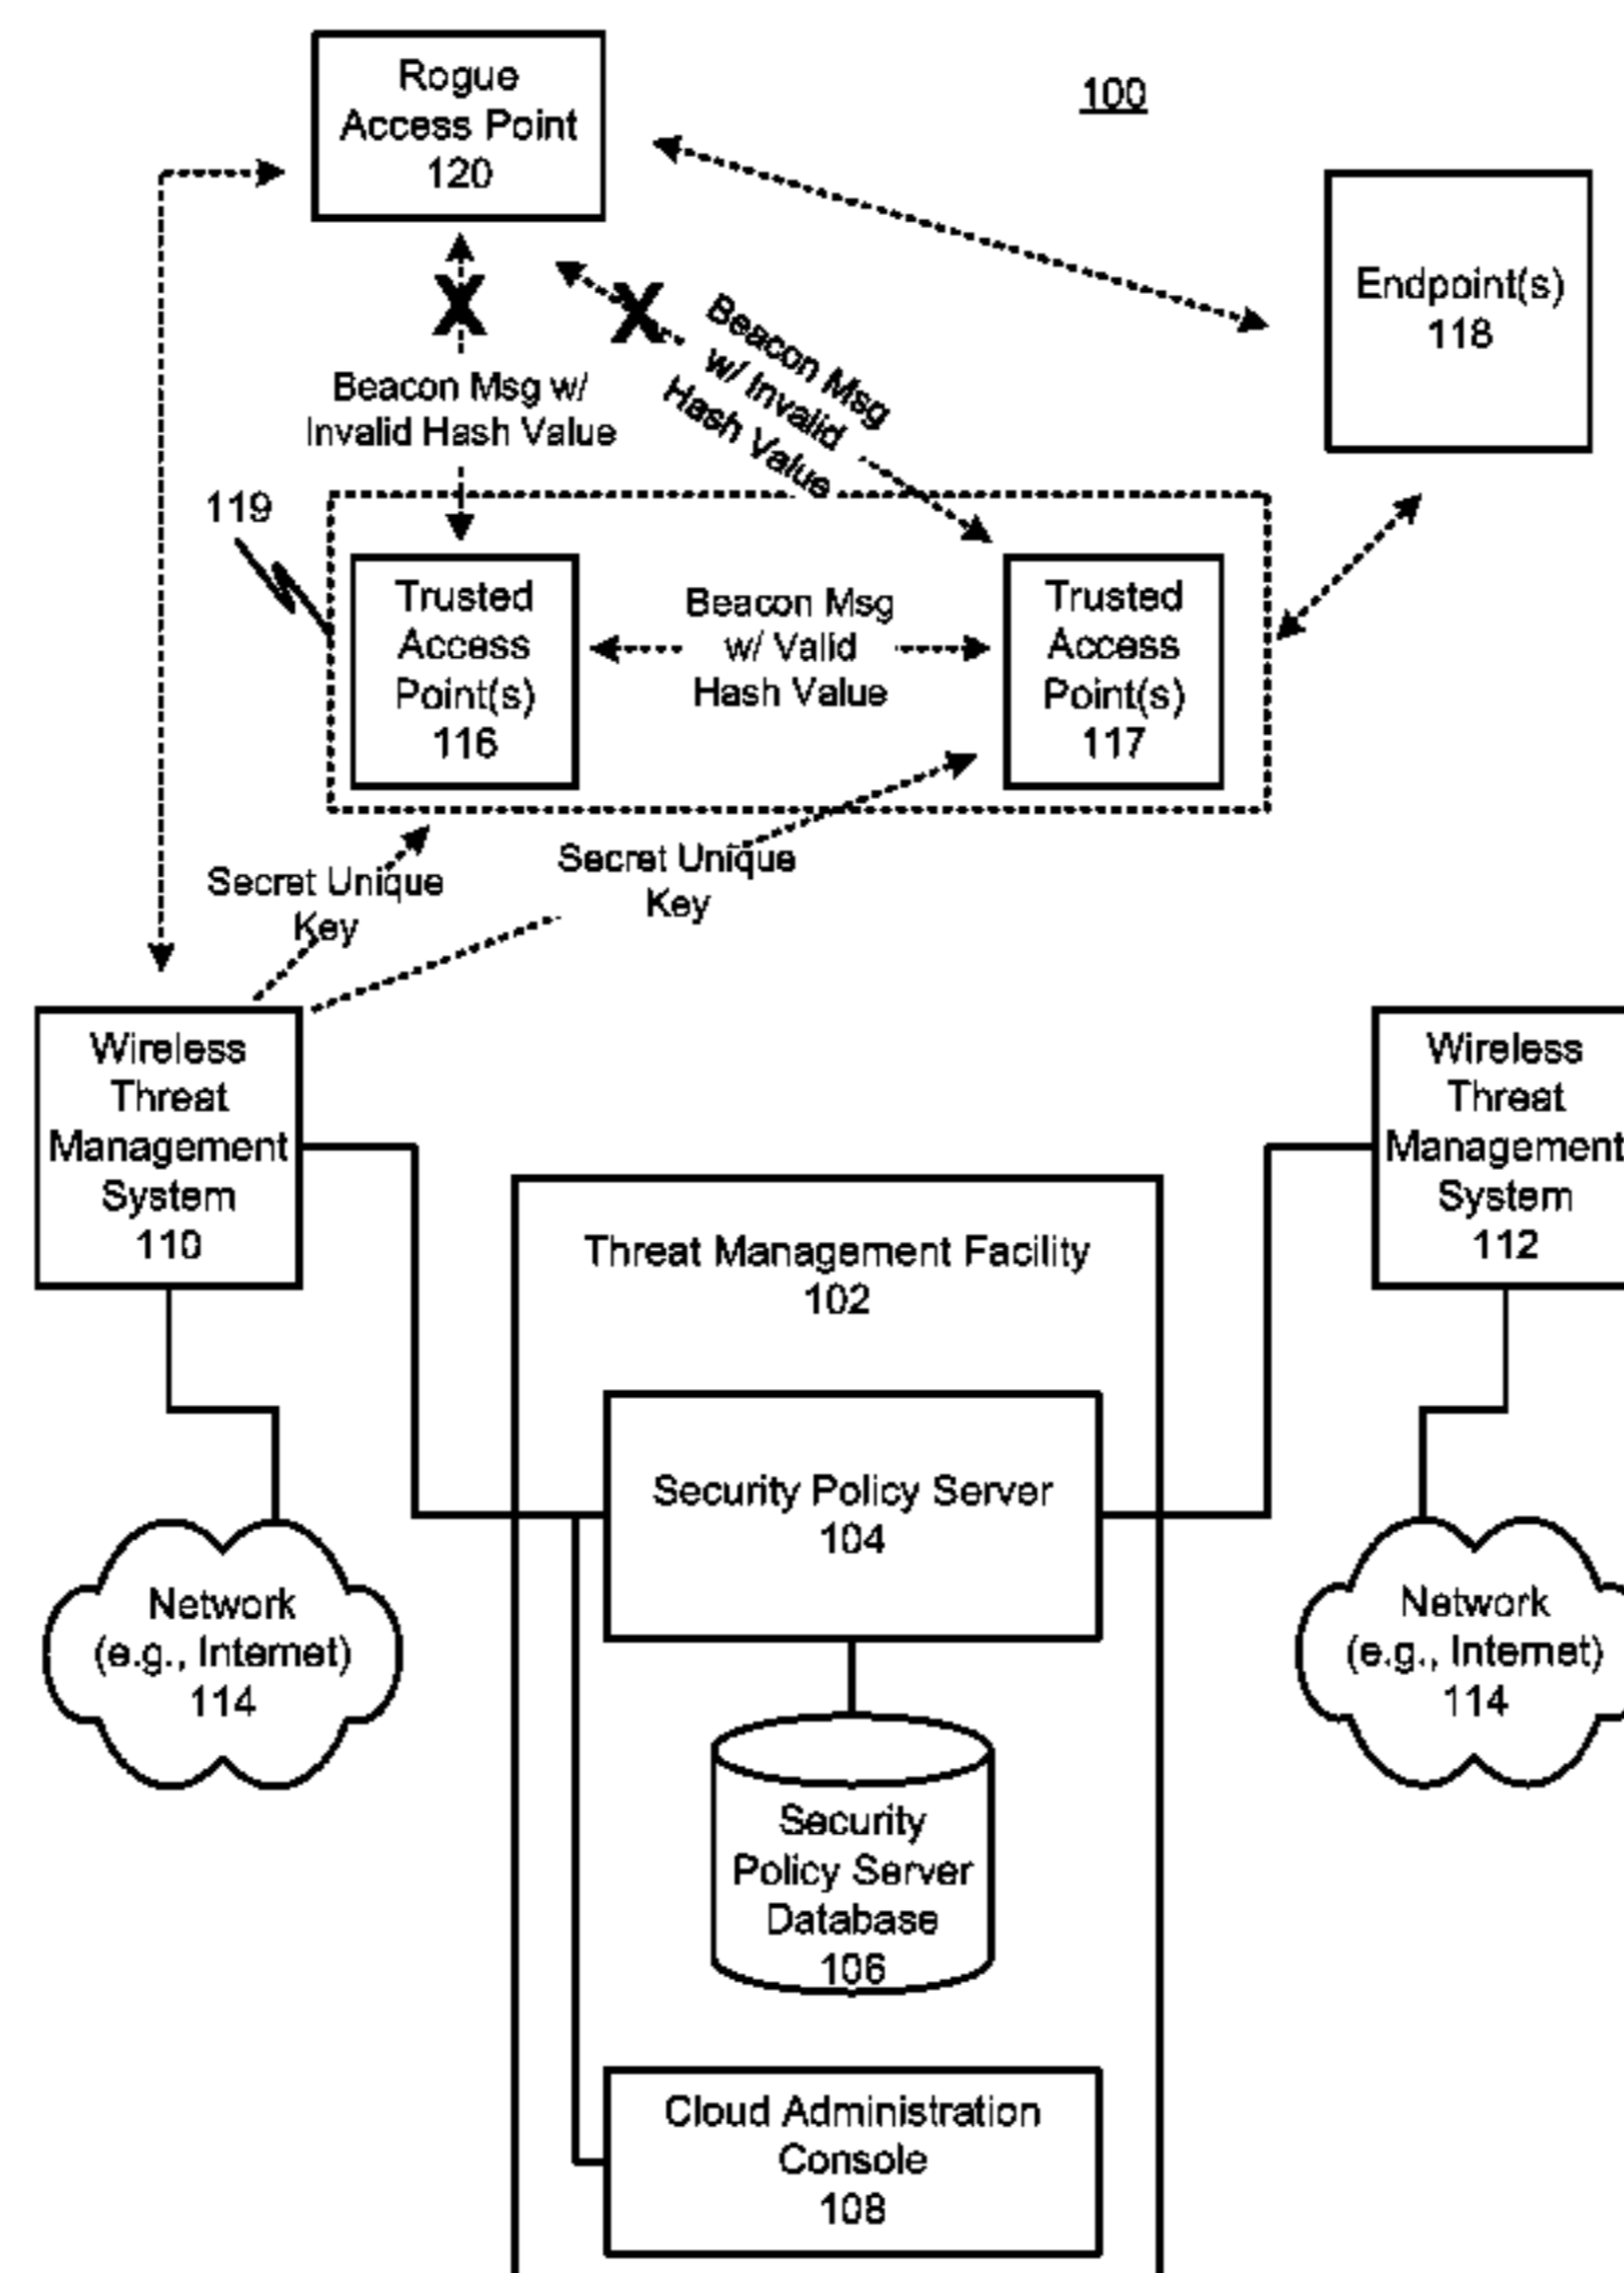 Rogue
Access Point
120
100
Endpoint(s)
118
Beacon Msg w/
Invalid Hash Value
Beacon Msg
w/ Invalid
Hash Value
119
Trusted
Access
Point(s)
116
Beacon Msg
w/ Valid
Hash Value
Trusted
Access
Point(s)
117
Secret Unique
Key
Secret Unique
Key
Wireless
Threat
Management
System
110
Wireless
Threat
Management
System
112
Threat Management Facility
102
Security Policy Server
104
Network
(e.g., Internet)
114
Network
(e.g., Internet)
114
Security
Policy Server
Database
106
Cloud Administration
Console
108